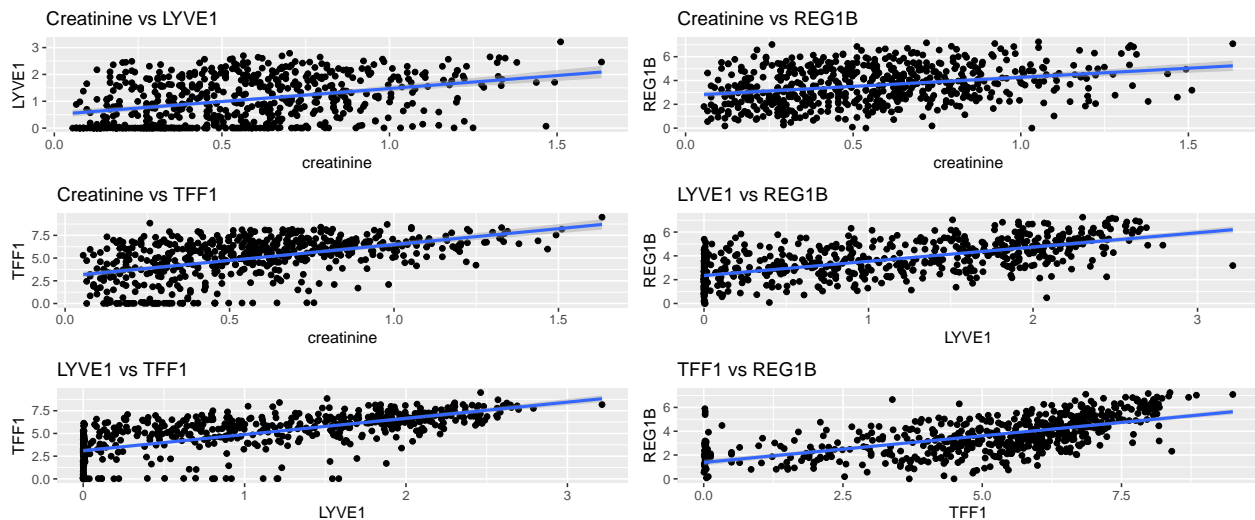 Creatinine vs LYVE1
3
2
1
0
LYVE1
0.0 0.5 1.0 1.5
creatinine
Creatinine vs REG1B
6
4
2
0
REG1B
0.0 0.5 1.0 1.5
creatinine
Creatinine vs TFF1
7.5
5.0
2.5
0.0
TFF1
0.0 0.5 1.0 1.5
creatinine
LYVE1 vs REG1B
6
4
2
0
REG1B
0 1 2 3
LYVE1
LYVE1 vs TFF1
7.5
5.0
2.5
0.0
TFF1
0 1 2 3
LYVE1
TFF1 vs REG1B
6
4
2
0
REG1B
0.0 2.5 5.0 7.5
TFF1